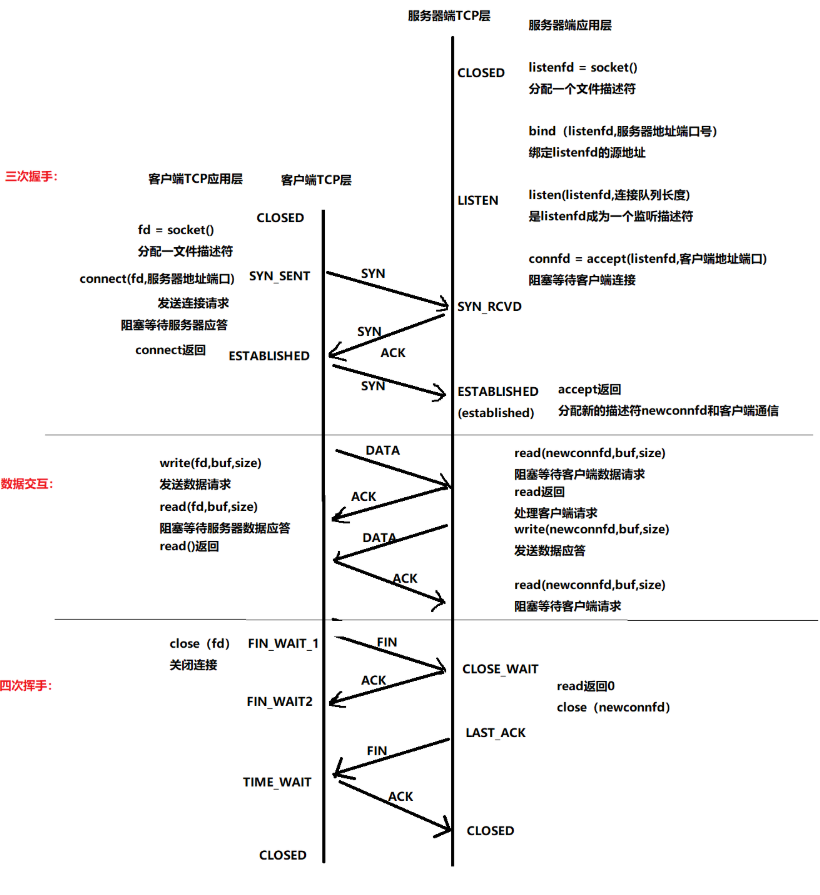 服务器端TCP层
服务器端应用层
CLOSED
listenfd = socket()
分配一个文件描述符
bind（listenfd,服务器地址端口号）
绑定listenfd的源地址
三次握手：
客户端TCP应用层
客户端TCP层
LISTEN
listen(listenfd,连接队列长度)
是listenfd成为一个监听描述符
CLOSED
fd = socket()
分配一文件描述符
connfd = accept(listenfd,客户端地址端口)
阻塞等待客户端连接
connect(fd,服务器地址端口)
SYN_SENT
SYN
发送连接请求
阻塞等待服务器应答
SYN_RCVD
SYN
ACK
connect返回
ESTABLISHED
SYN
ESTABLISHED
(established)
accept返回
分配新的描述符newconnfd和客户端通信
数据交互：
DATA
write(fd,buf,size)
发送数据请求
read(newconnfd,buf,size)
阻塞等待客户端数据请求
read返回
处理客户端请求
ACK
read(fd,buf,size)
阻塞等待服务器数据应答
read()返回
DATA
write(newconnfd,buf,size)
发送数据应答
ACK
read(newconnfd,buf,size)
阻塞等待客户端请求
四次挥手：
close（fd）
关闭连接
FIN_WAIT_1
FIN
CLOSE_WAIT
ACK
read返回0
close（newconnfd）
FIN_WAIT2
LAST_ACK
FIN
TIME_WAIT
ACK
CLOSED
CLOSED